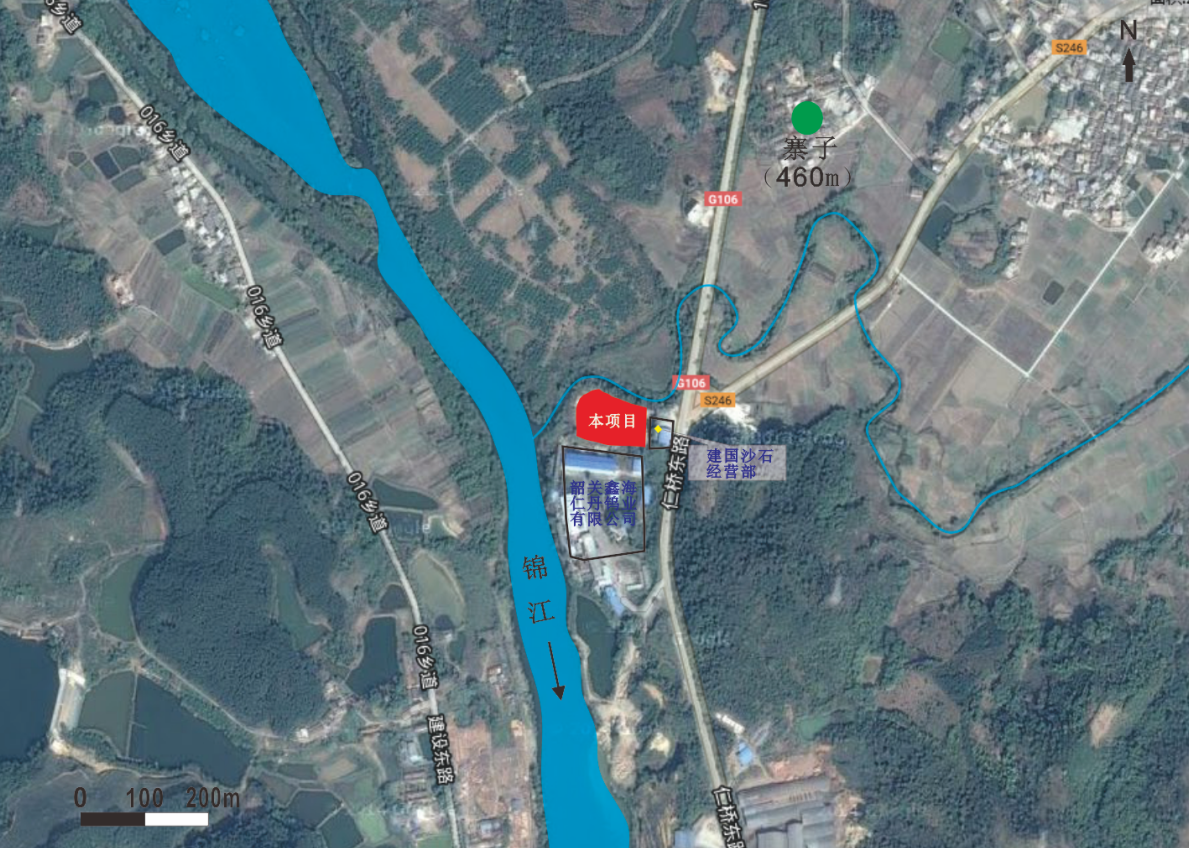 N
S246
016乡道
寨子
(460m)
G106
016乡道
G106
S246
本项目
建国沙石
经营部
仁桥东路
韶关鑫海
仁丹锆业
有限公司
016乡道
锦
江
016乡道
建设东路
0 100 200m
仁桥东路